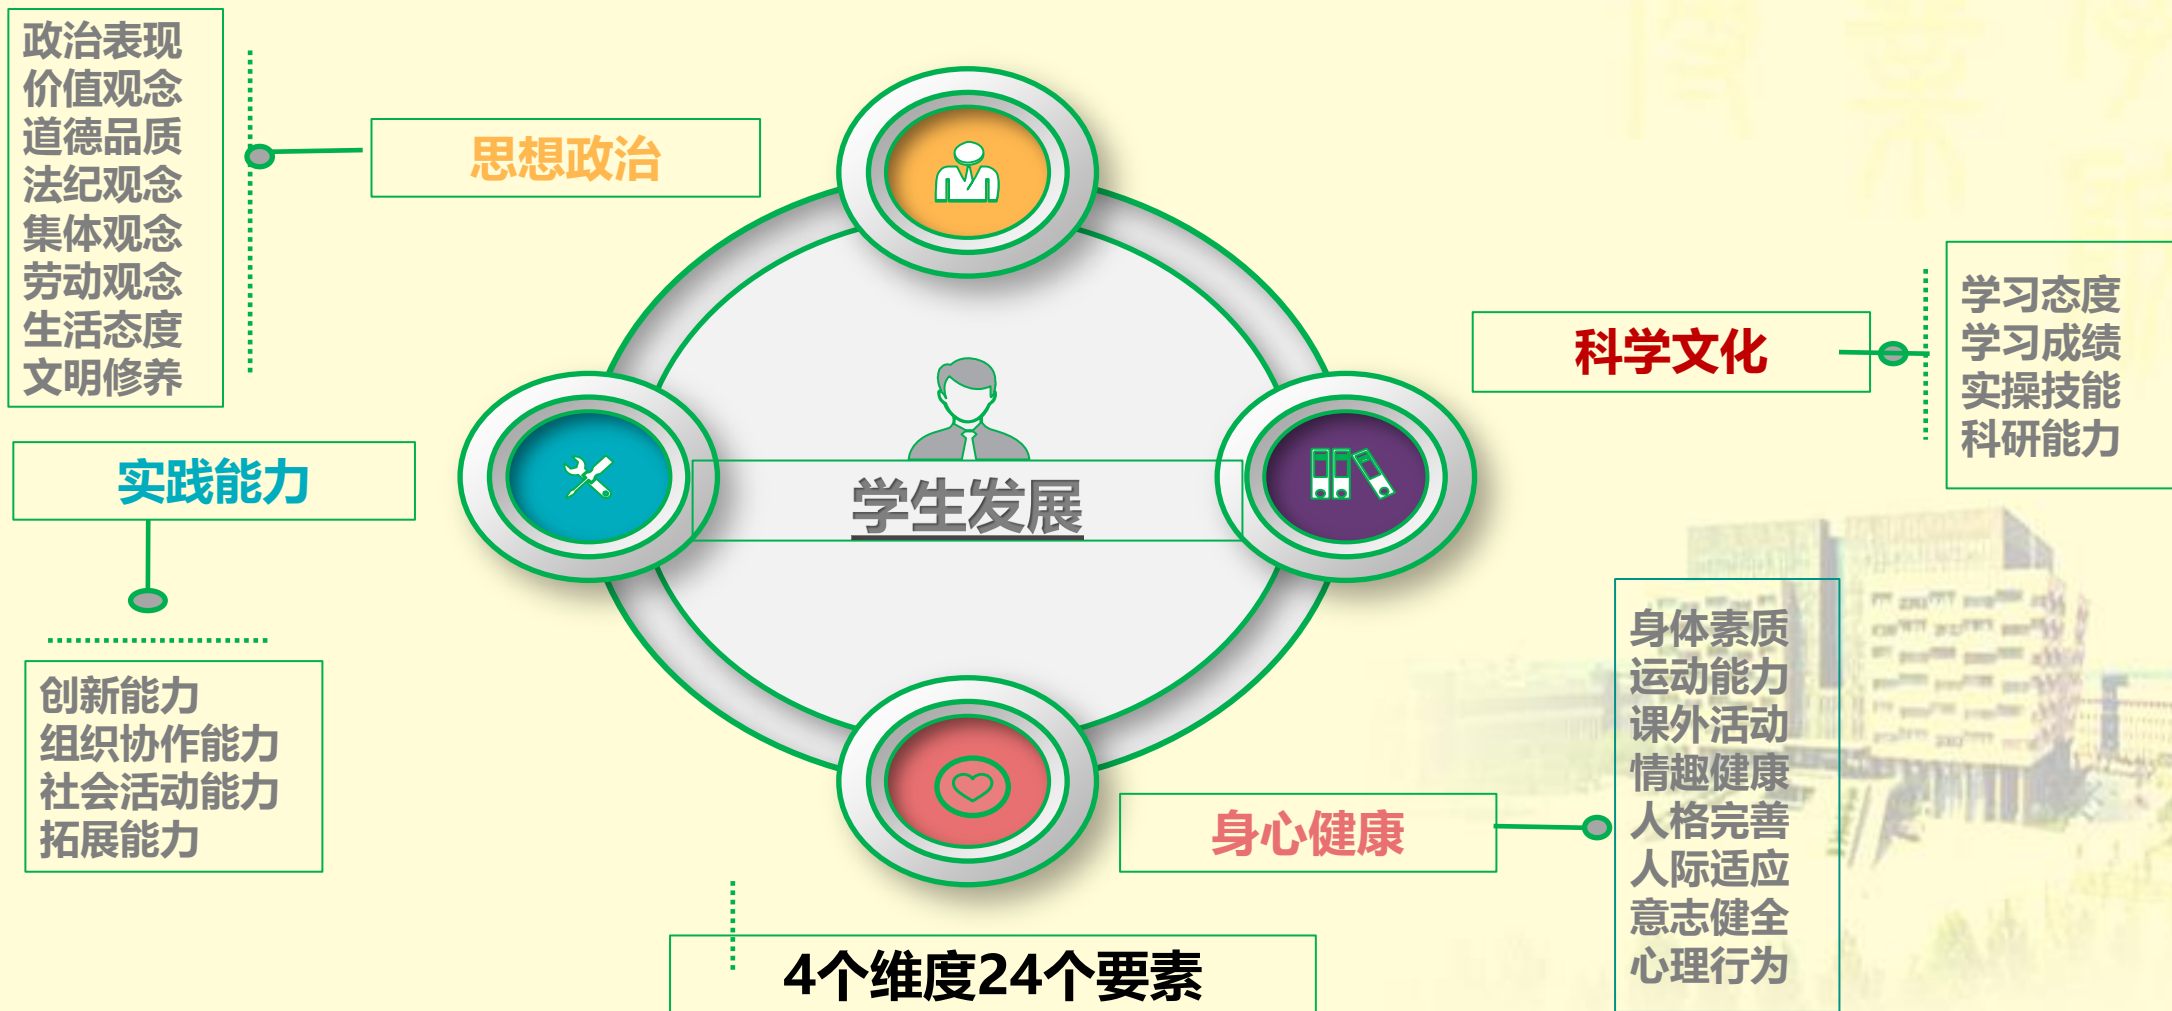 政治表现
价值观念
道德品质
法纪观念
集体观念
劳动观念
生活态度
文明修养
思想政治
科学文化
学习态度
学习成绩
实操技能
科研能力
实践能力
创新能力
组织协作能力
社会活动能力
拓展能力
学生发展
身心健康
身体素质
运动能力
课外活动
情趣健康
人格完善
人际适应
意志健全
心理行为
4个维度24个要素